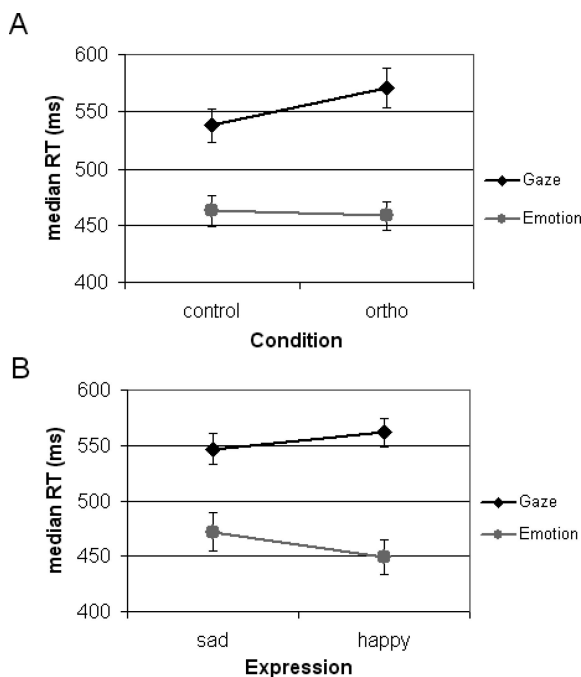 A
600
550
500
450
400
median RT (ms)
control ortho
Condition
Gaze
Emotion
B
600
550
500
450
400
median RT (ms)
sad happy
Expression
Gaze
Emotion